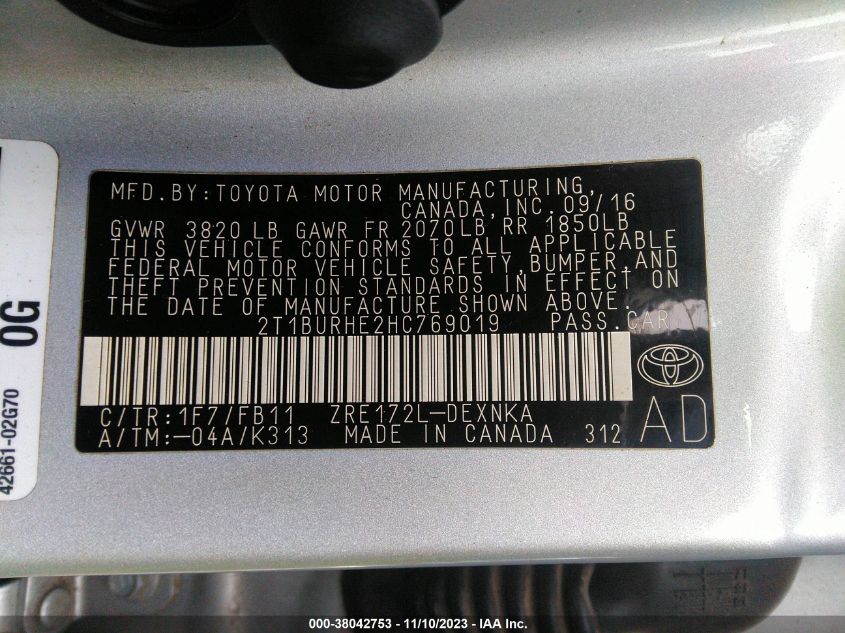 MFD.BY:TOYOTA MOTOR MANUFACTURING,
CANADA,INC. 09/16
GVWR 3820 LB GAWR FR 2070LB RR 1850LB
THIS VEHICLE CONFORMS TO ALL APPLICABLE
FEDERAL MOTOR VEHICLE SAFETY,BUMPER,AND
THEFT PREVENTION STANDARDS IN EFFECT ON
THE DATE OF MANUFACTURE SHOWN ABOVE.
2T1BURHE2HC769019 PASS.CAR
C/TR:1F7/FB11 ZRE172L-DEXNKA
A/TM:-04A/K313 MADE IN CANADA 312
AD
0G
42661-02G70
000-38042753 - 11/10/2023 - IAA Inc.